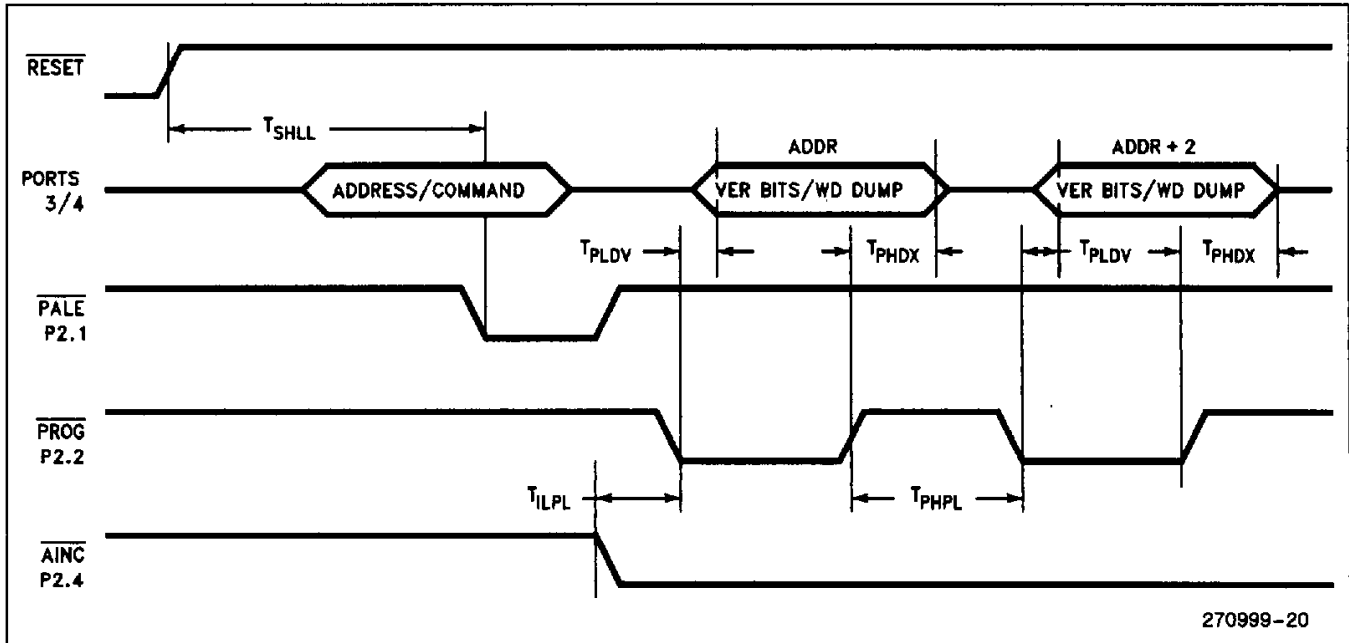 RESET
T_SHLL
ADDR
ADDR + 2
PORTS
3/4
ADDRESS/COMMAND
VER BITS/WD DUMP
VER BITS/WD DUMP
T_PLDV
T_PHDX
T_PLDV
T_PHDX
PALE
P2.1
PROG
P2.2
T_ILPL
T_PHPL
AINC
P2.4
270999-20